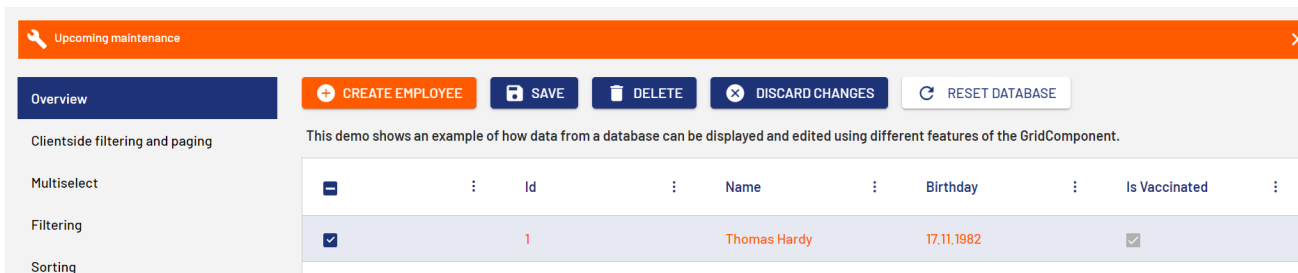 Upcoming maintenance
Overview
Clientside filtering and paging
Multiselect
Filtering
Sorting
CREATE EMPLOYEE SAVE DELETE DISCARD CHANGES RESET DATABASE
This demo shows an example of how data from a database can be displayed and edited using different features of the GridComponent.
Id Name Birthday Is Vaccinated
1 Thomas Hardy 17.11.1982